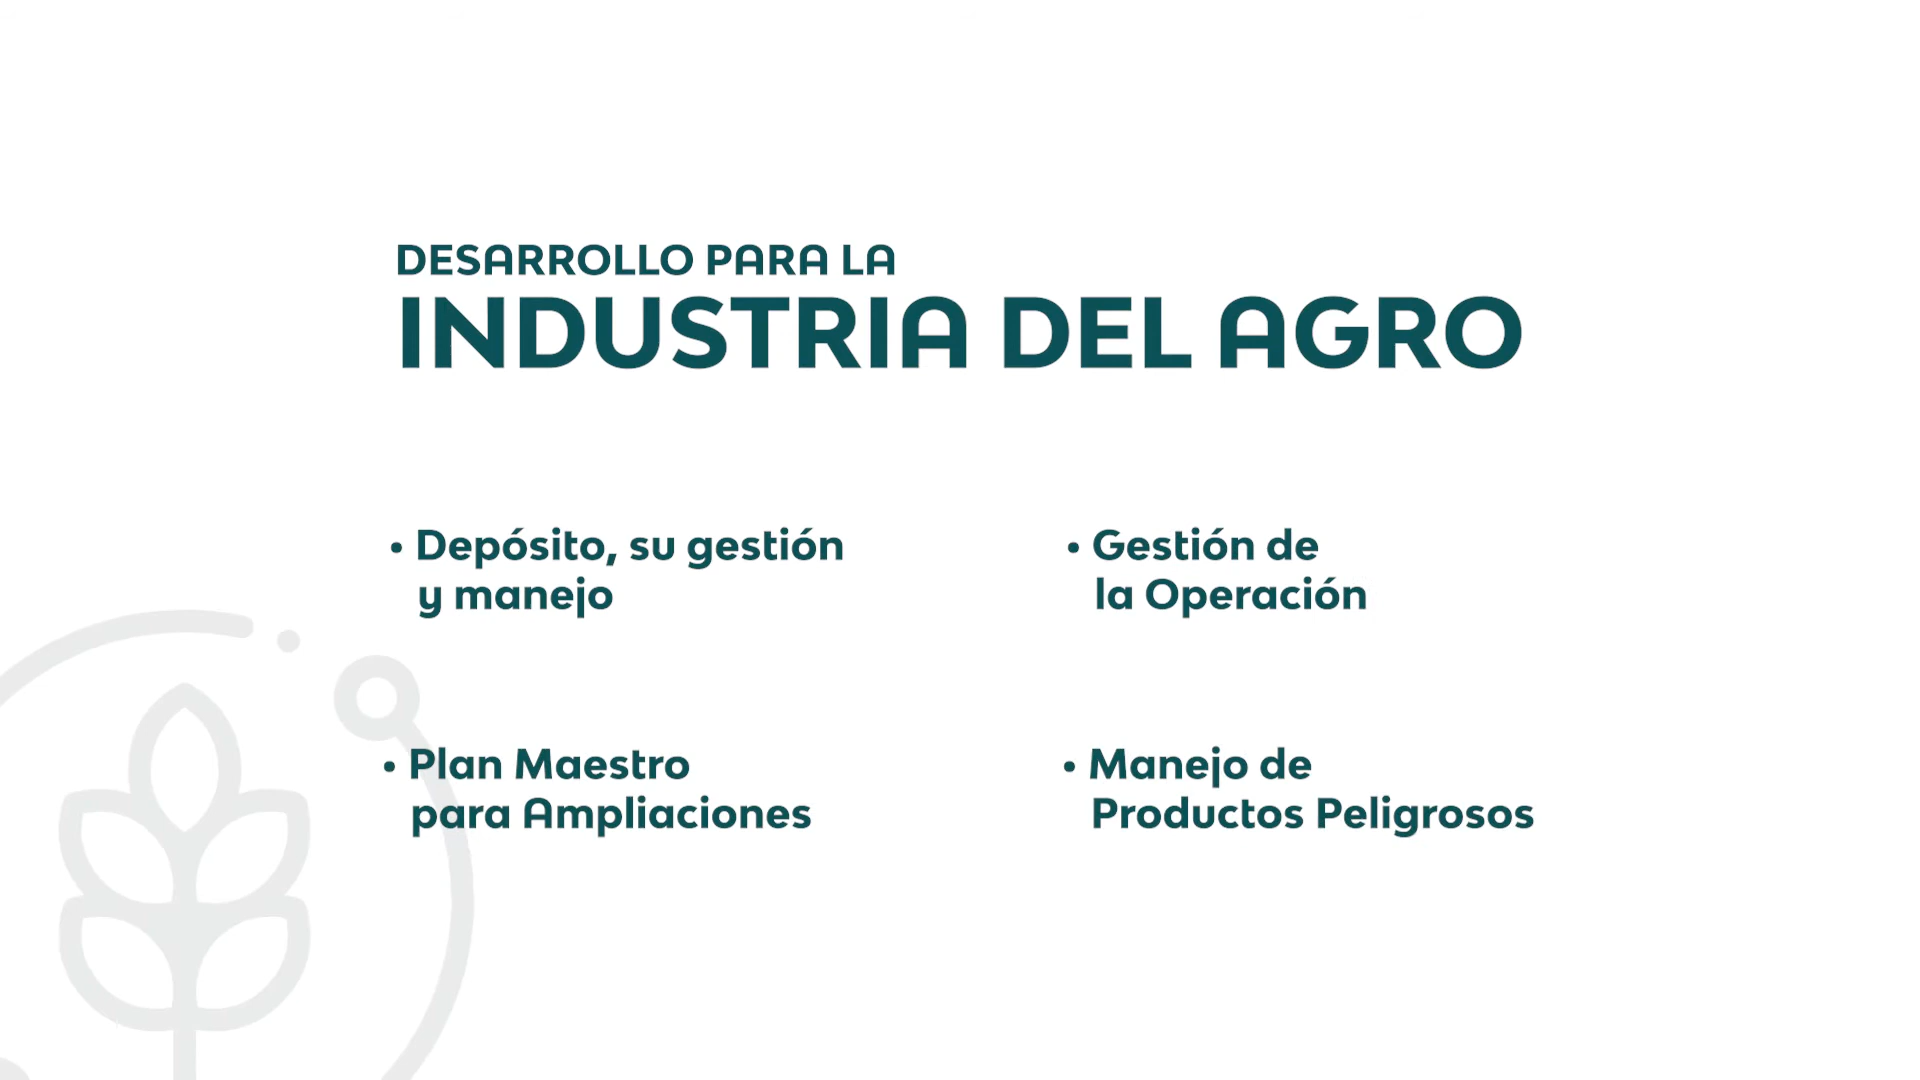 DESARROLLO PARA LA
INDUSTRIA DEL AGRO
• Depósito, su gestión
y manejo
• Gestión de
la Operación
• Plan Maestro
para Ampliaciones
• Manejo de
Productos Peligrosos